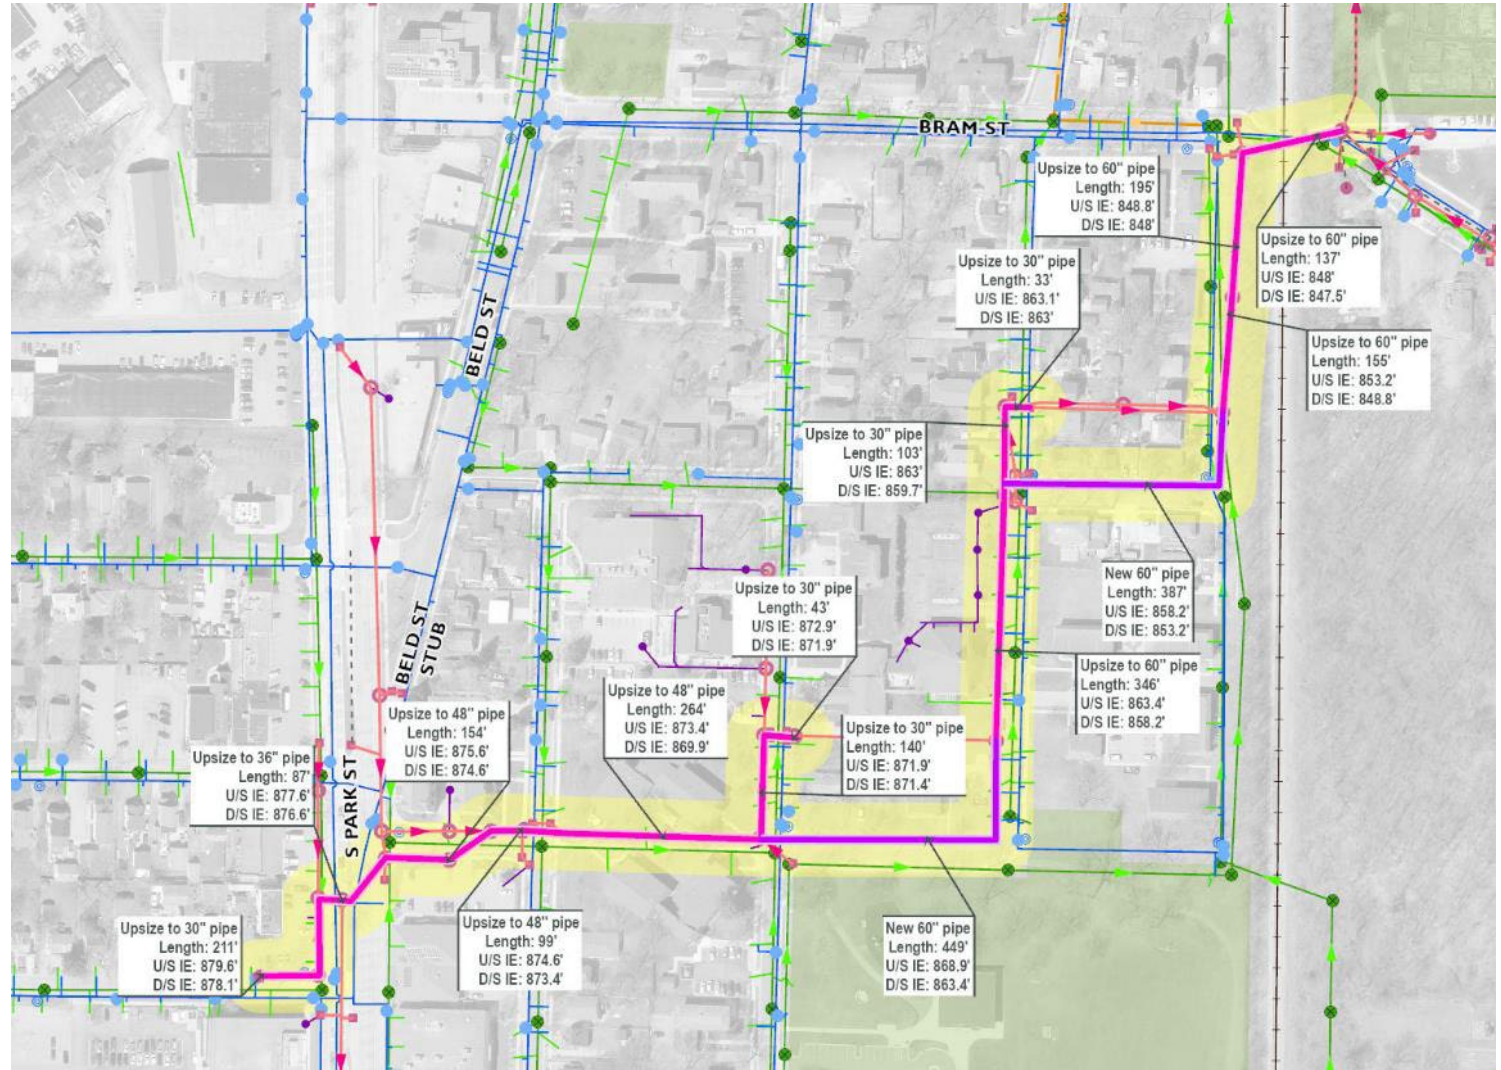 BRAM ST
Upsize to 60" pipe
Length: 195'
U/S IE: 848.8'
D/S IE: 848'
Upsize to 60" pipe
Length: 137'
U/S IE: 848'
D/S IE: 847.5'
Upsize to 30" pipe
Length: 33'
U/S IE: 863.1'
D/S IE: 863'
BELD ST
Upsize to 60" pipe
Length: 155'
U/S IE: 853.2'
D/S IE: 848.8'
Upsize to 30" pipe
Length: 103'
U/S IE: 863'
D/S IE: 859.7'
New 60" pipe
Length: 387'
U/S IE: 858.2'
D/S IE: 853.2'
Upsize to 30" pipe
Length: 43'
U/S IE: 872.9'
D/S IE: 871.9'
BELD ST
STUB
Upsize to 60" pipe
Length: 346'
U/S IE: 863.4'
D/S IE: 858.2'
Upsize to 48" pipe
Length: 264'
U/S IE: 873.4'
D/S IE: 869.9'
Upsize to 48" pipe
Length: 154'
U/S IE: 875.6'
D/S IE: 874.6'
Upsize to 30" pipe
Length: 140'
U/S IE: 871.9'
D/S IE: 871.4'
Upsize to 36" pipe
Length: 87'
U/S IE: 877.6'
D/S IE: 876.6'
S PARK ST
Upsize to 30" pipe
Length: 211'
U/S IE: 879.6'
D/S IE: 878.1'
Upsize to 48" pipe
Length: 99'
U/S IE: 874.6'
D/S IE: 873.4'
New 60" pipe
Length: 449'
U/S IE: 868.9'
D/S IE: 863.4'